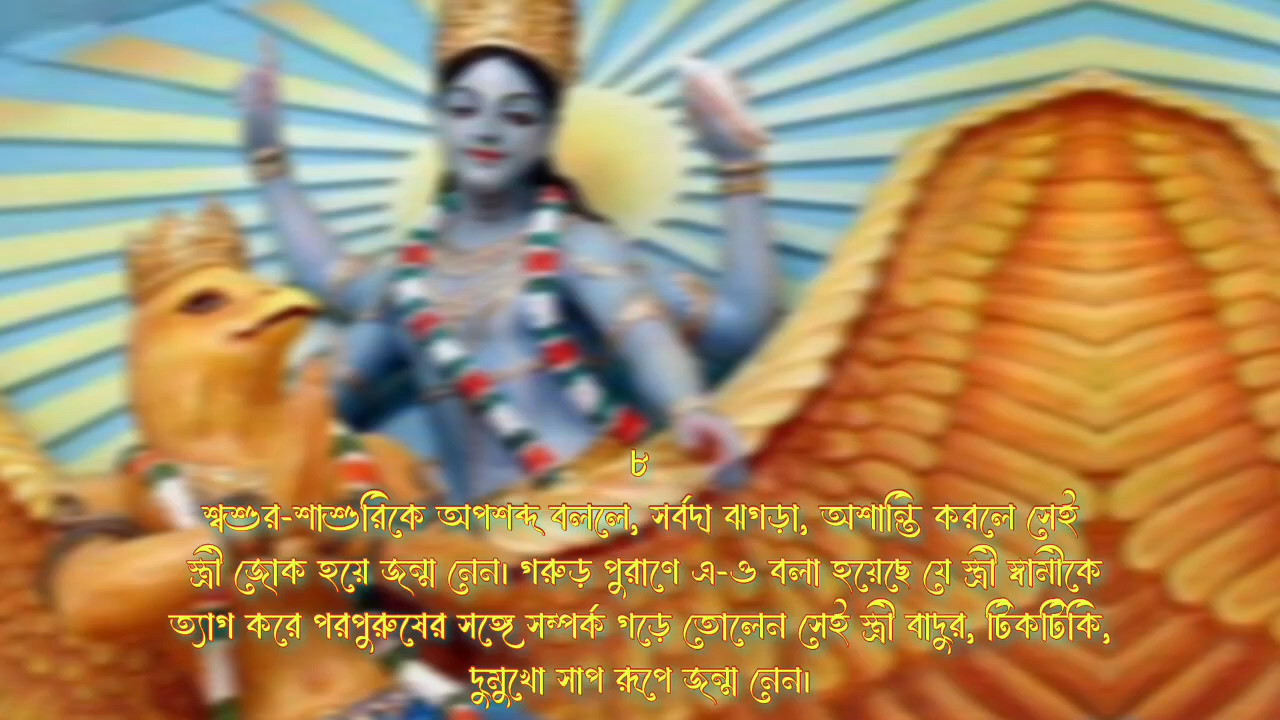 ৮
শ্বশুর-শাশুরিকে অপশব্দ বললে, সর্বদা ঝগড়া, অশান্তি করলে সেই
স্ত্রী জোক হয়ে জন্ম নেন। গরুড় পুরাণে এ-ও বলা হয়েছে যে স্ত্রী স্বামীকে
ত্যাগ করে পরপুরুষের সঙ্গে সম্পর্ক গড়ে তোলেন সেই স্ত্রী বাদুর, টিকটিকি,
দুমুখো সাপ রূপে জন্ম নেন।